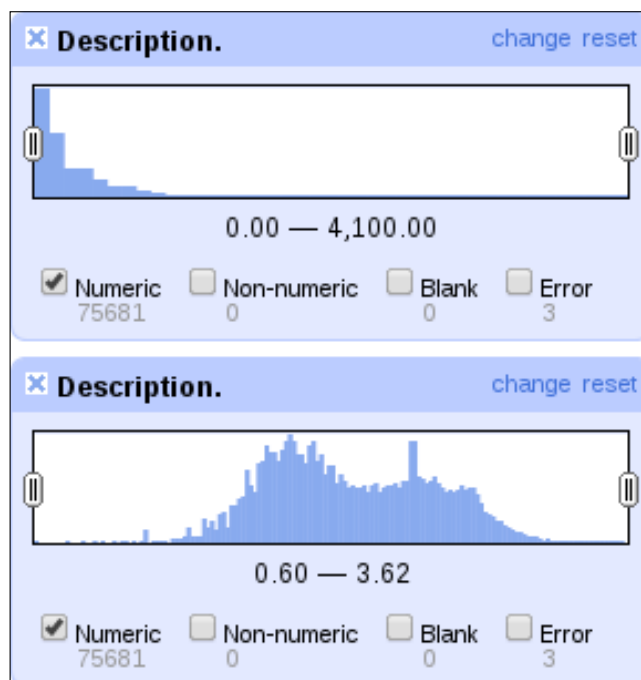 Description. change reset
0.00 — 4,100.00
Numeric Non-numeric Blank Error
75681 0 0 3
Description. change reset
0.60 — 3.62
Numeric Non-numeric Blank Error
75681 0 0 3